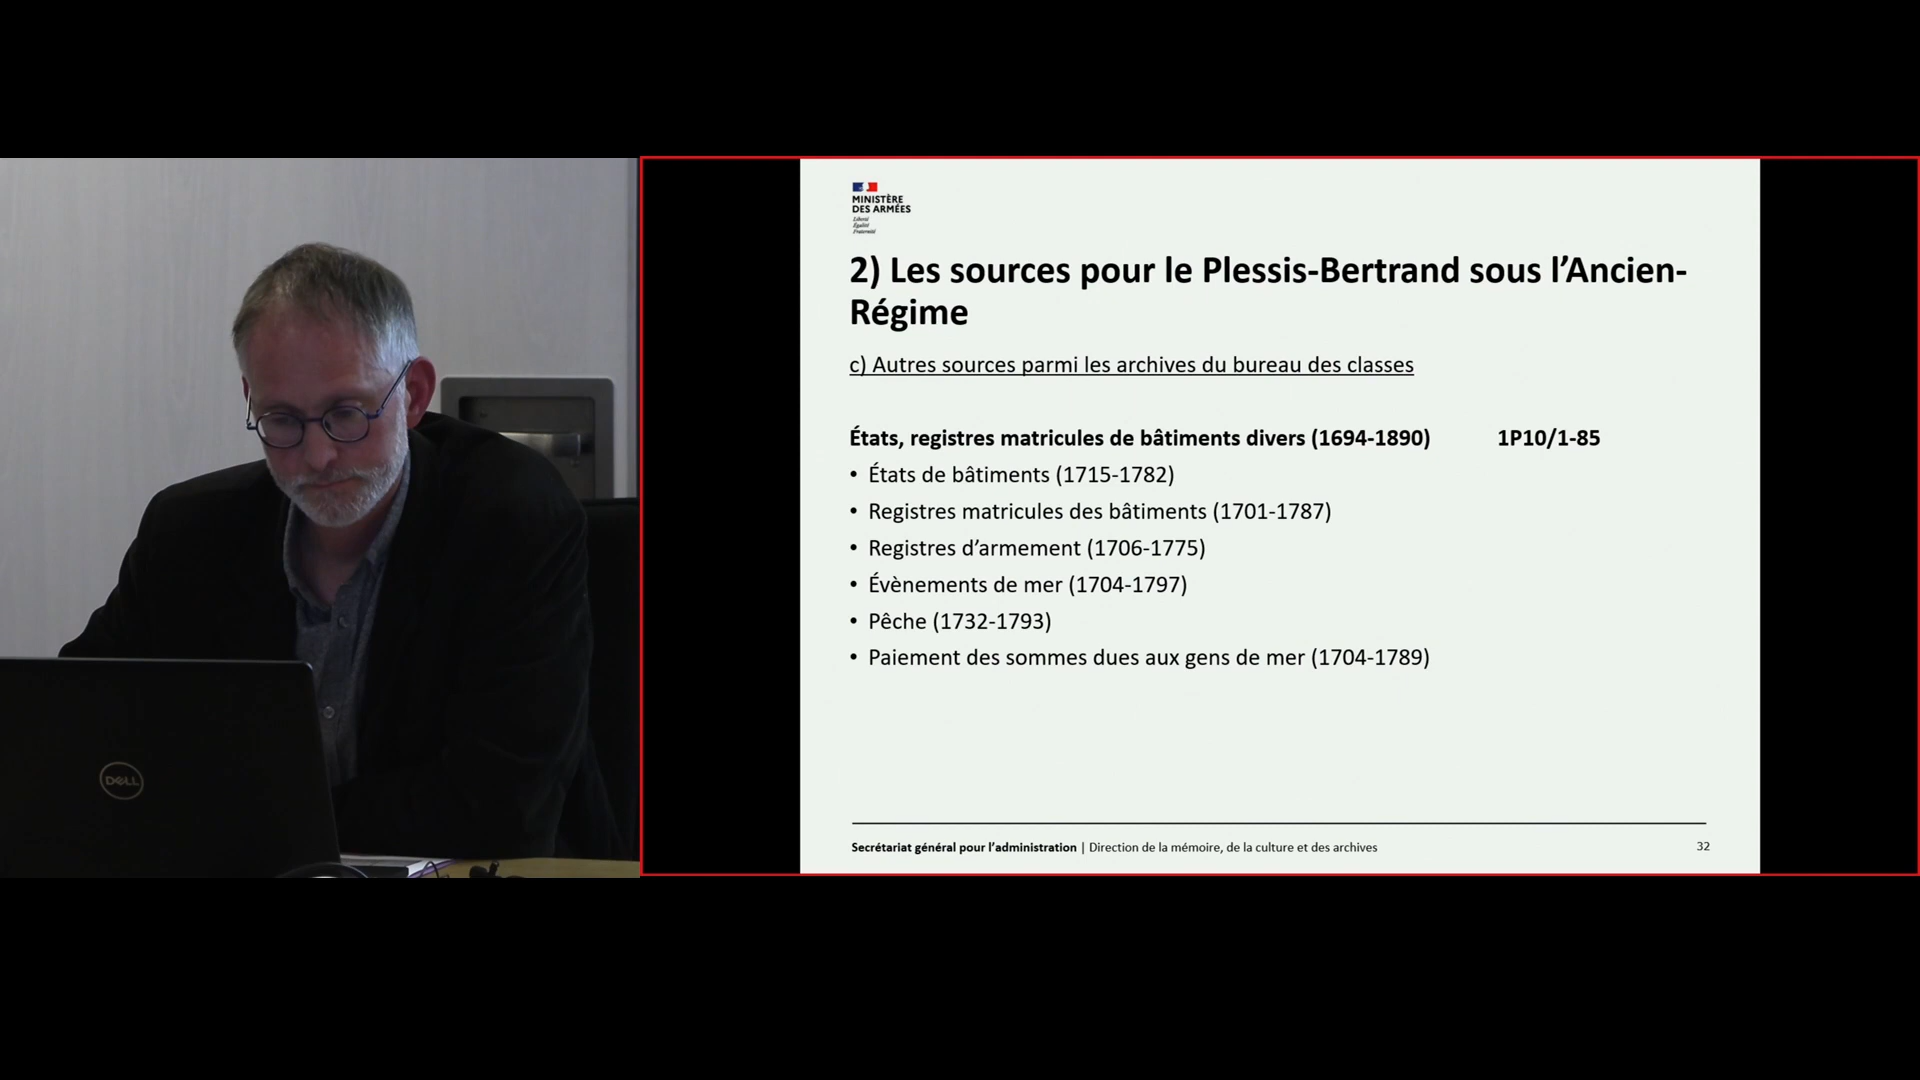 MINISTÈRE
DES ARMÉES
Liberté
Égalité
Fraternité
2) Les sources pour le Plessis-Bertrand sous l’Ancien-
Régime
c) Autres sources parmi les archives du bureau des classes
États, registres matricules de bâtiments divers (1694-1890) 1P10/1-85
• États de bâtiments (1715-1782)
• Registres matricules des bâtiments (1701-1787)
• Registres d’armement (1706-1775)
• Évènements de mer (1704-1797)
• Pêche (1732-1793)
• Paiement des sommes dues aux gens de mer (1704-1789)
Secrétariat général pour l’administration | Direction de la mémoire, de la culture et des archives
32
DELL